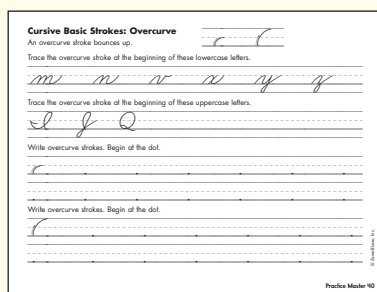 Cursive Basic Strokes: Overcurve
An overcurve stroke bounces up.
Trace the overcurve stroke at the beginning of these lowercase letters.
m n v x y z
Trace the overcurve stroke at the beginning of these uppercase letters.
I J Q
Write overcurve strokes. Begin at the dot.
Write overcurve strokes. Begin at the dot.
© Zaner-Bloser, Inc.
Practice Master 40